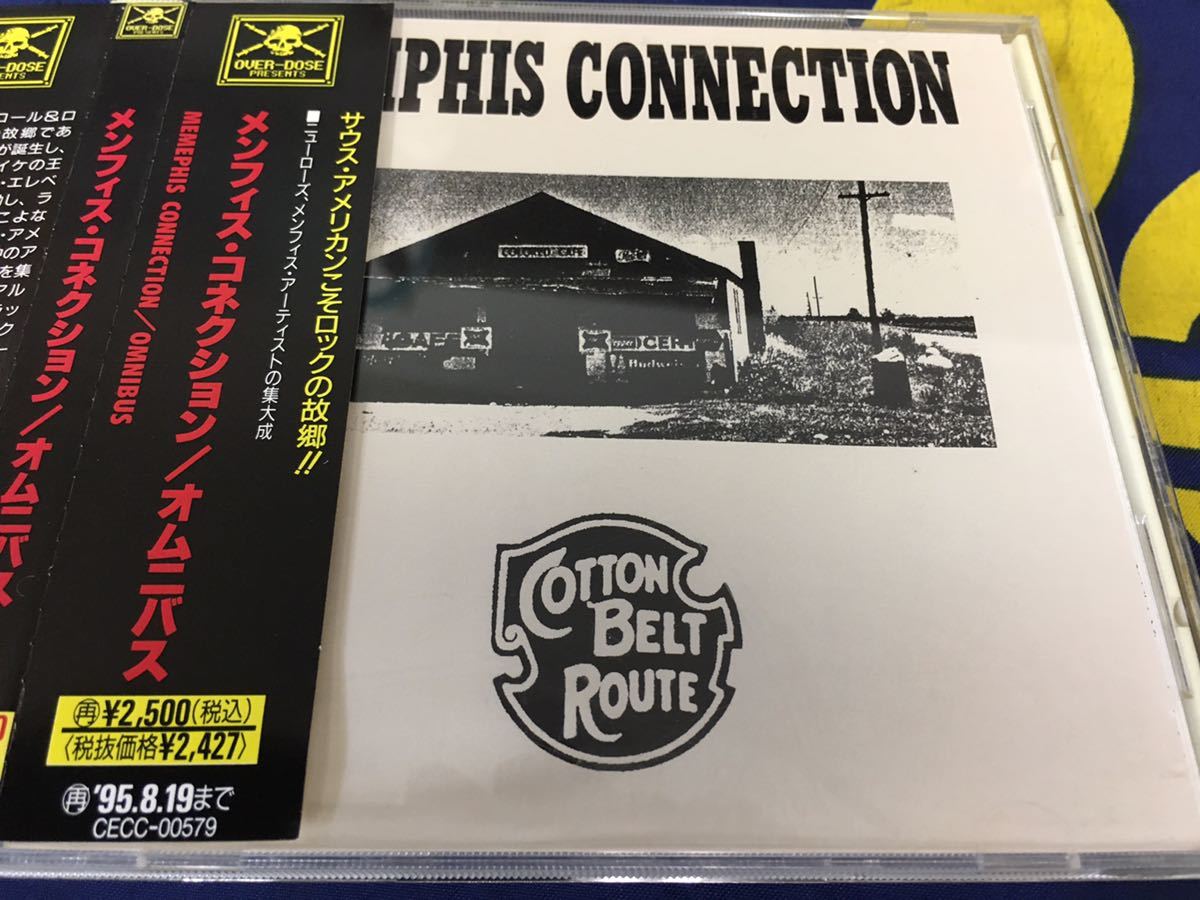 OVER-DOSE
PRESENTS
コール&ロ
故郷であ
が誕生し、
イケの王
・エレベ
し、ラ
こよな
・アメ
のア
を集
アル
ラッ
ク
メンフィス・コネクション/オムニバス
OVER-DOSE
PRESENTS
MEMEPHIS CONNECTION/OMNIBUS
メンフィス・コネクション/オムニバス
サウス・アメリカンこそロックの故郷!!
■ニューローズ、メンフィス・アーティストの集大成
再¥2,500(税込)
〈税抜価格¥2,427〉
再'95.8.19まで
CECC-00579
MPHIS CONNECTION
COLORED CAFE
Budw
COTTON
BELT
ROUTE